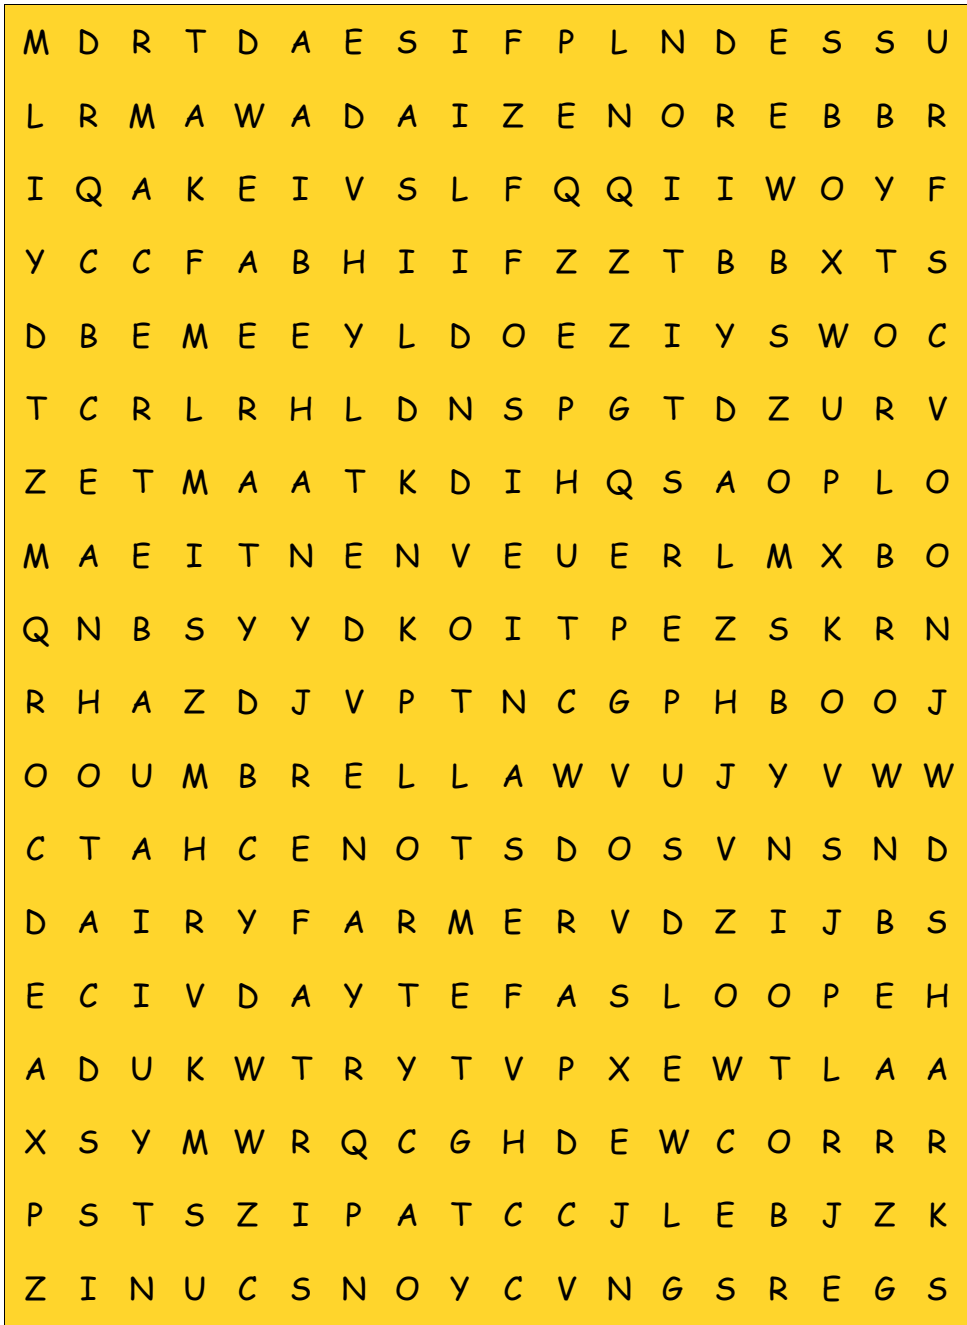 M D R T D A E S I F P L N D E S S U
L R M A W A D A I Z E N O R E B B R
I Q A K E I V S L F Q Q I I W O Y F
Y C C F A B H I I F Z Z T B B X T S
D B E M E E Y L D O E Z I Y S W O C
T C R L R H L D N S P G T D Z U R V
Z E T M A A T K D I H Q S A O P L O
M A E I T N E N V E U E R L M X B O
Q N B S Y Y D K O I T P E Z S K R N
R H A Z D J V P T N C G P H B O O J
O O U M B R E L L A W V U J Y V W W
C T A H C E N O T S D O S V N S N D
D A I R Y F A R M E R V D Z I J B S
E C I V D A Y T E F A S L O O P E H
A D U K W T R Y T V P X E W T L A A
X S Y M W R Q C G H D E W C O R R R
P S T S Z I P A T C C J L E B J Z K
Z I N U C S N O Y C V N G S R E G S